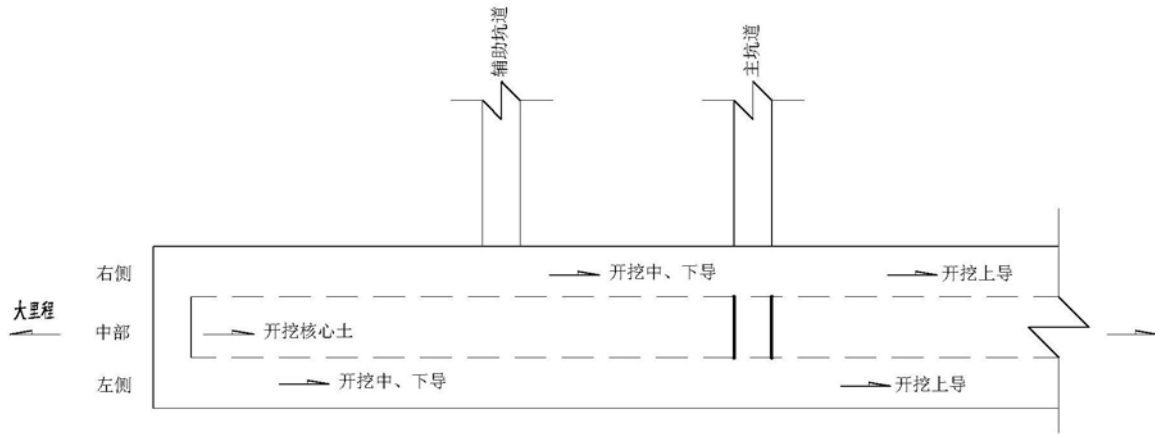 辅助坑道
主坑道
右侧
开挖中、下导
开挖上导
大里程
中部
开挖核心土
左侧
开挖中、下导
开挖上导